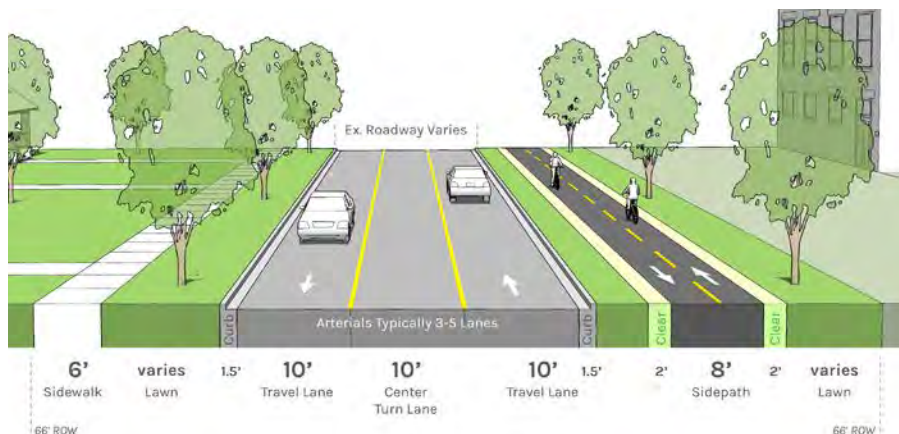 Ex. Roadway Varies
Arterials Typically 3-5 Lanes
Curb
Curb
Clear
Clear
6' varies 1.5' 10' 10' 10' 1.5' 2' 8' 2' varies
Sidewalk Lawn Travel Lane Center Travel Lane Sidepath Lawn
Turn Lane
66' ROW 66' ROW